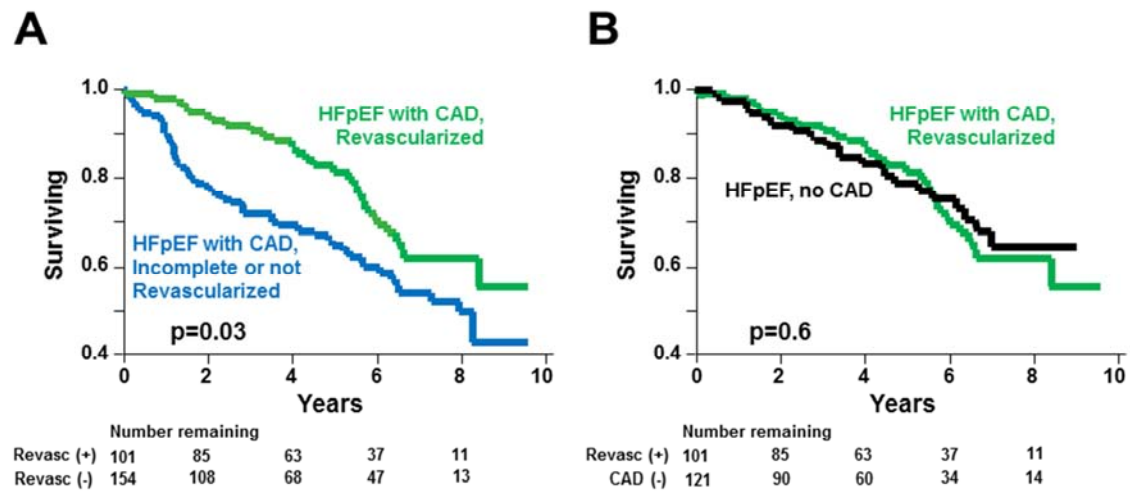 A
1.0
0.8
0.6
0.4
Surviving
HFpEF with CAD,
Revascularized
HFpEF with CAD,
Incomplete or not
Revascularized
p=0.03
0 2 4 6 8 10
Years
Number remaining
Revasc (+) 101 85 63 37 11
Revasc (-) 154 108 68 47 13
B
1.0
0.8
0.6
0.4
Surviving
HFpEF with CAD,
Revascularized
HFpEF, no CAD
p=0.6
0 2 4 6 8 10
Years
Number remaining
Revasc (+) 101 85 63 37 11
CAD (-) 121 90 60 34 14